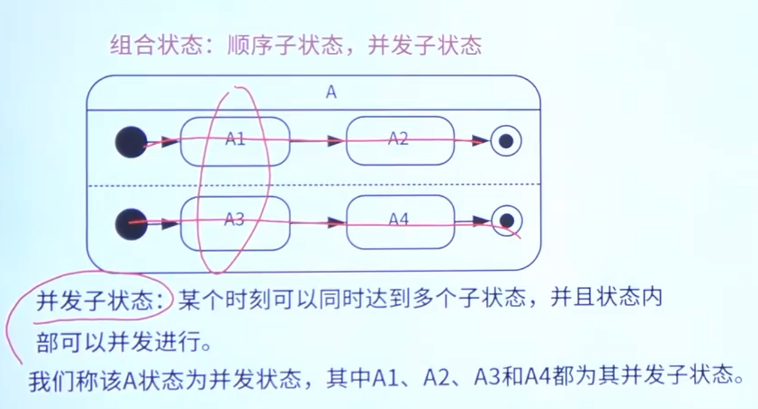 组合状态：顺序子状态，并发子状态
A
A1
A2
A3
A4
并发子状态：某个时刻可以同时达到多个子状态，并且状态内
部可以并发进行。
我们称该A状态为并发状态，其中A1、A2、A3和A4都为其并发子状态。